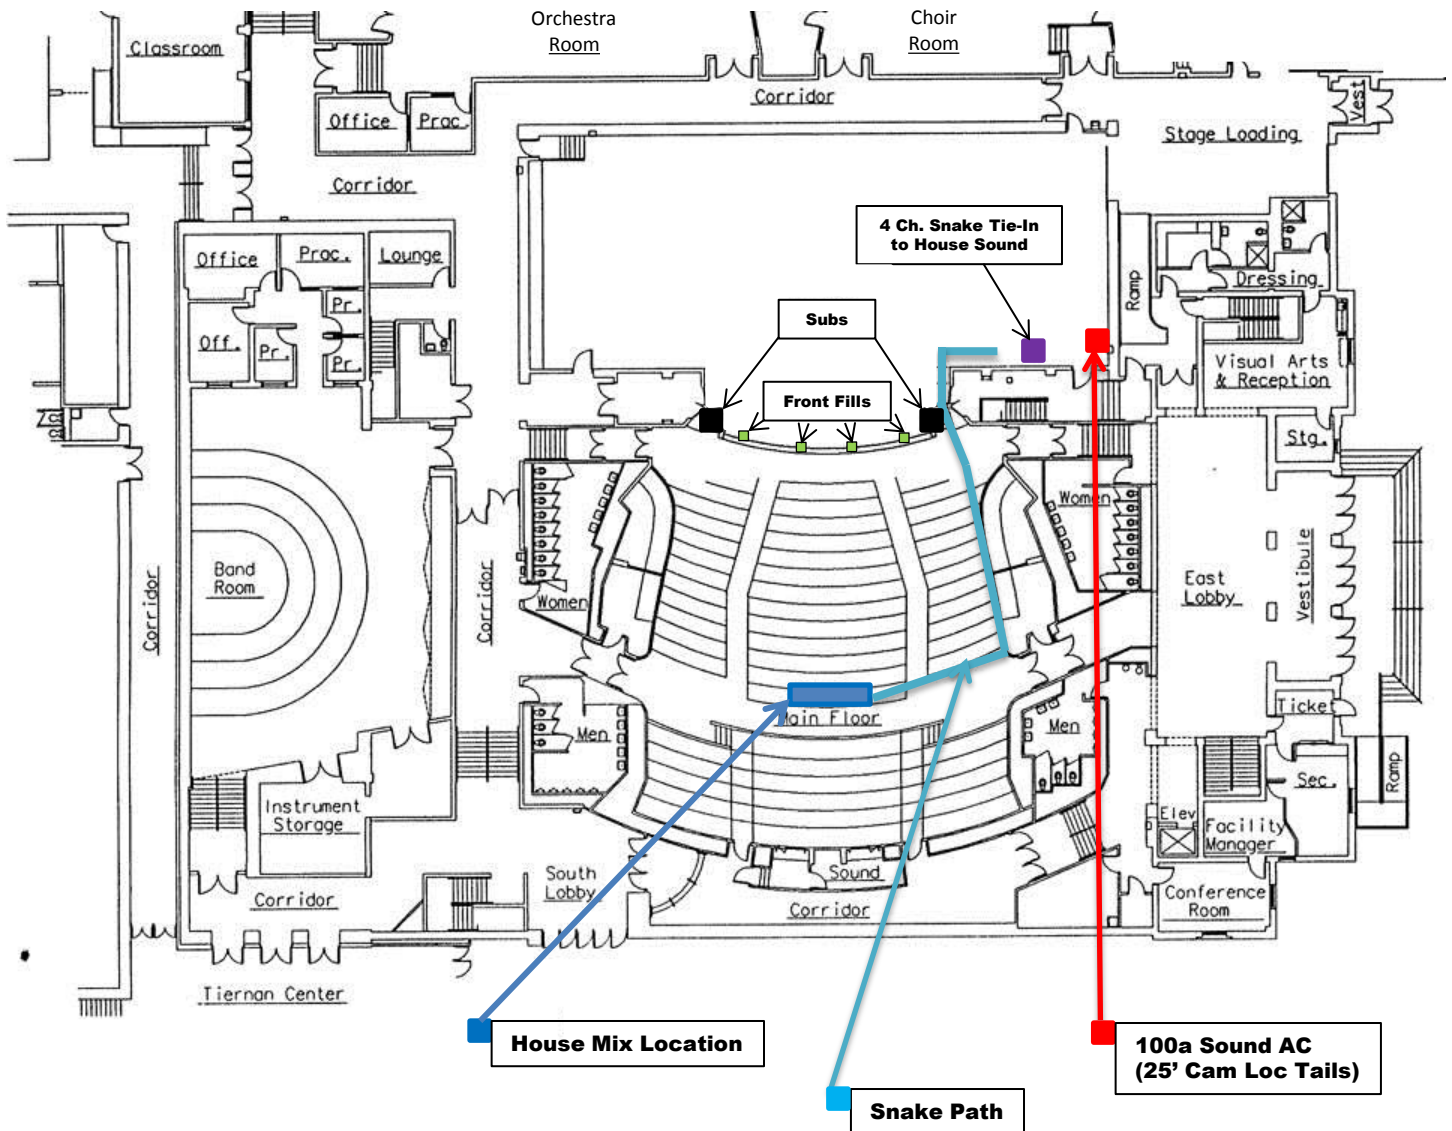 Orchestra
Room
Choir
Room
Classroom
Corridor
Office
Prac.
Vest
Stage Loading
Corridor
4 Ch. Snake Tie-In
to House Sound
Office
Prac.
Lounge
Ramp
Dressing
Pr.
Subs
Off.
Pr.
Pr.
Visual Arts
& Reception
Front Fills
Stg.
Women
Band
Room
Corridor
Corridor
Women
East
Lobby
Vestibule
Main Floor
Ticket
Men
Men
Sec.
Ramp
Instrument
Storage
Elev
Facility
Manager
South
Lobby
Sound
Corridor
Corridor
Conference
Room
Tiernan Center
House Mix Location
100a Sound AC
(25’ Cam Loc Tails)
Snake Path